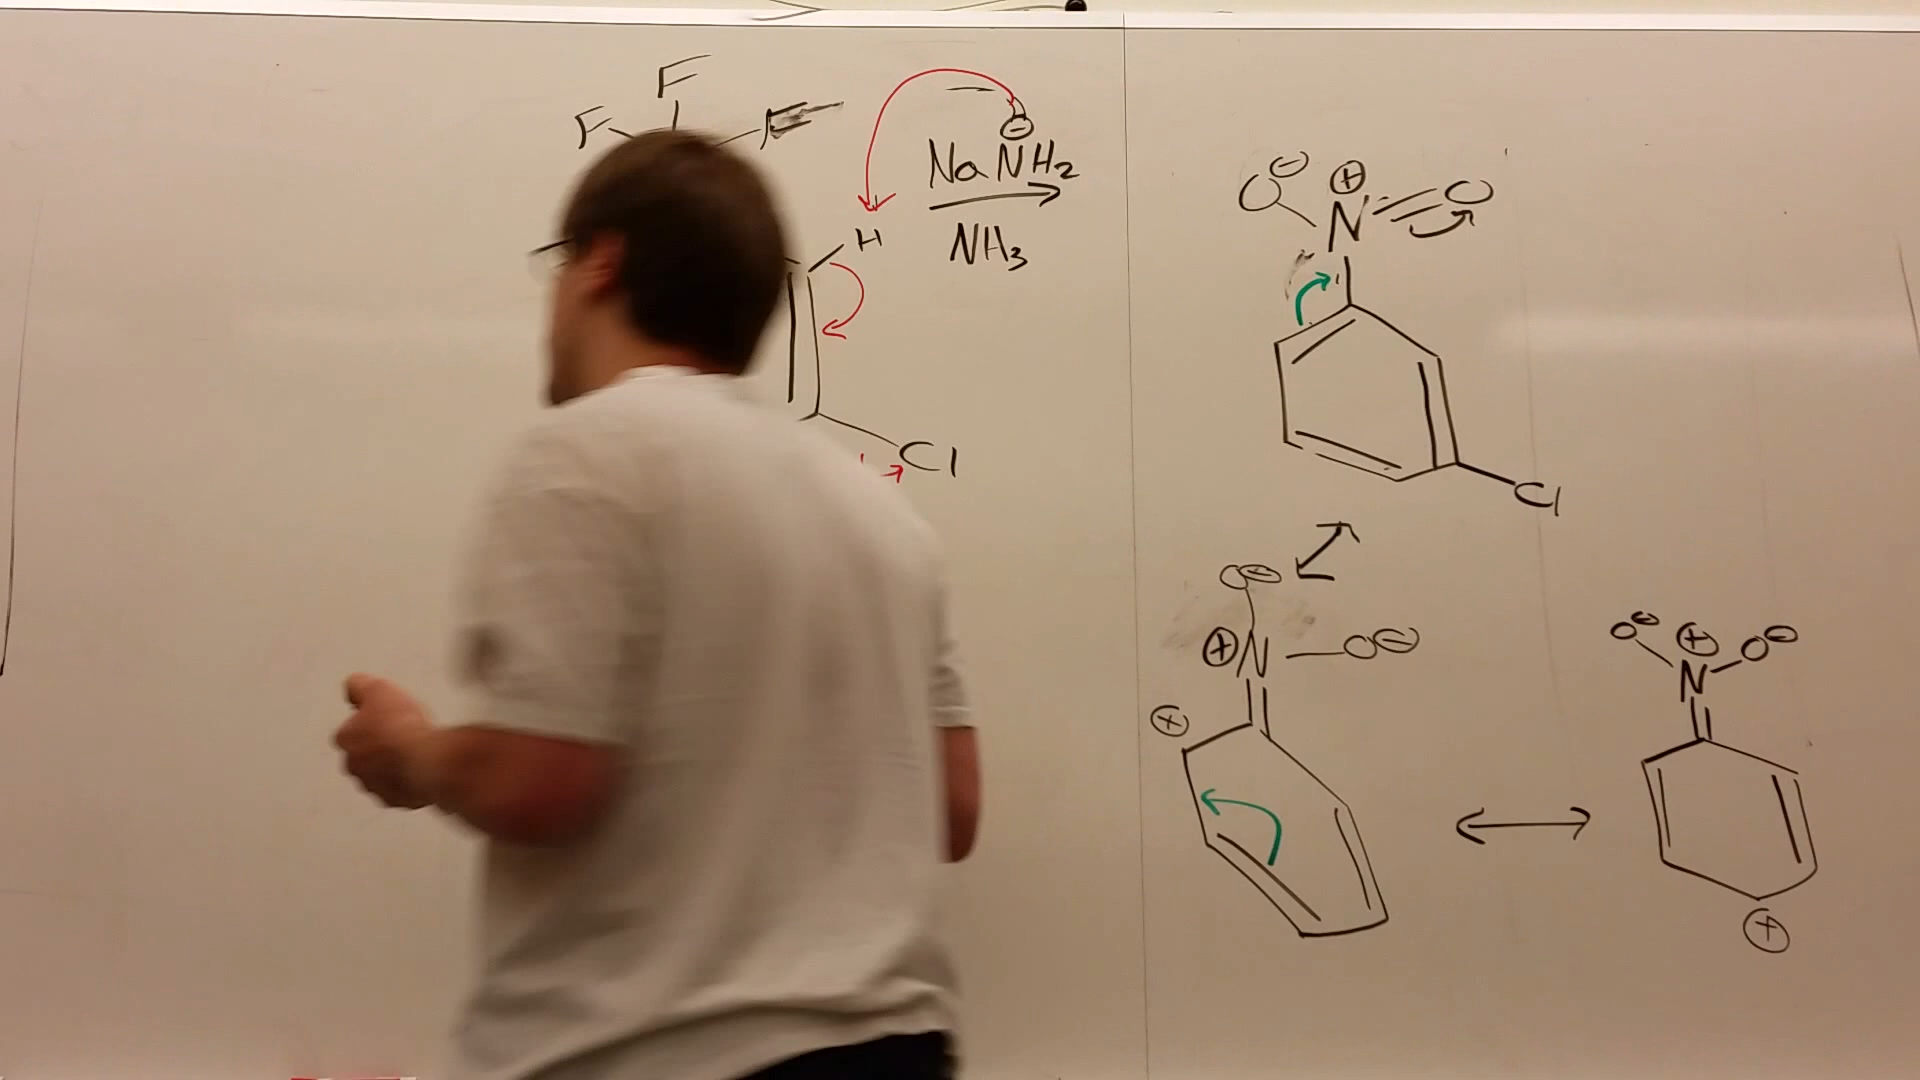 F
F F
⊖
NaNH2
NH3
H
Cl
O⊖ N⊕ O
Cl
O⊖
⊕N O⊖
⊕
O⊖ ⊕ O⊖
N
⊕